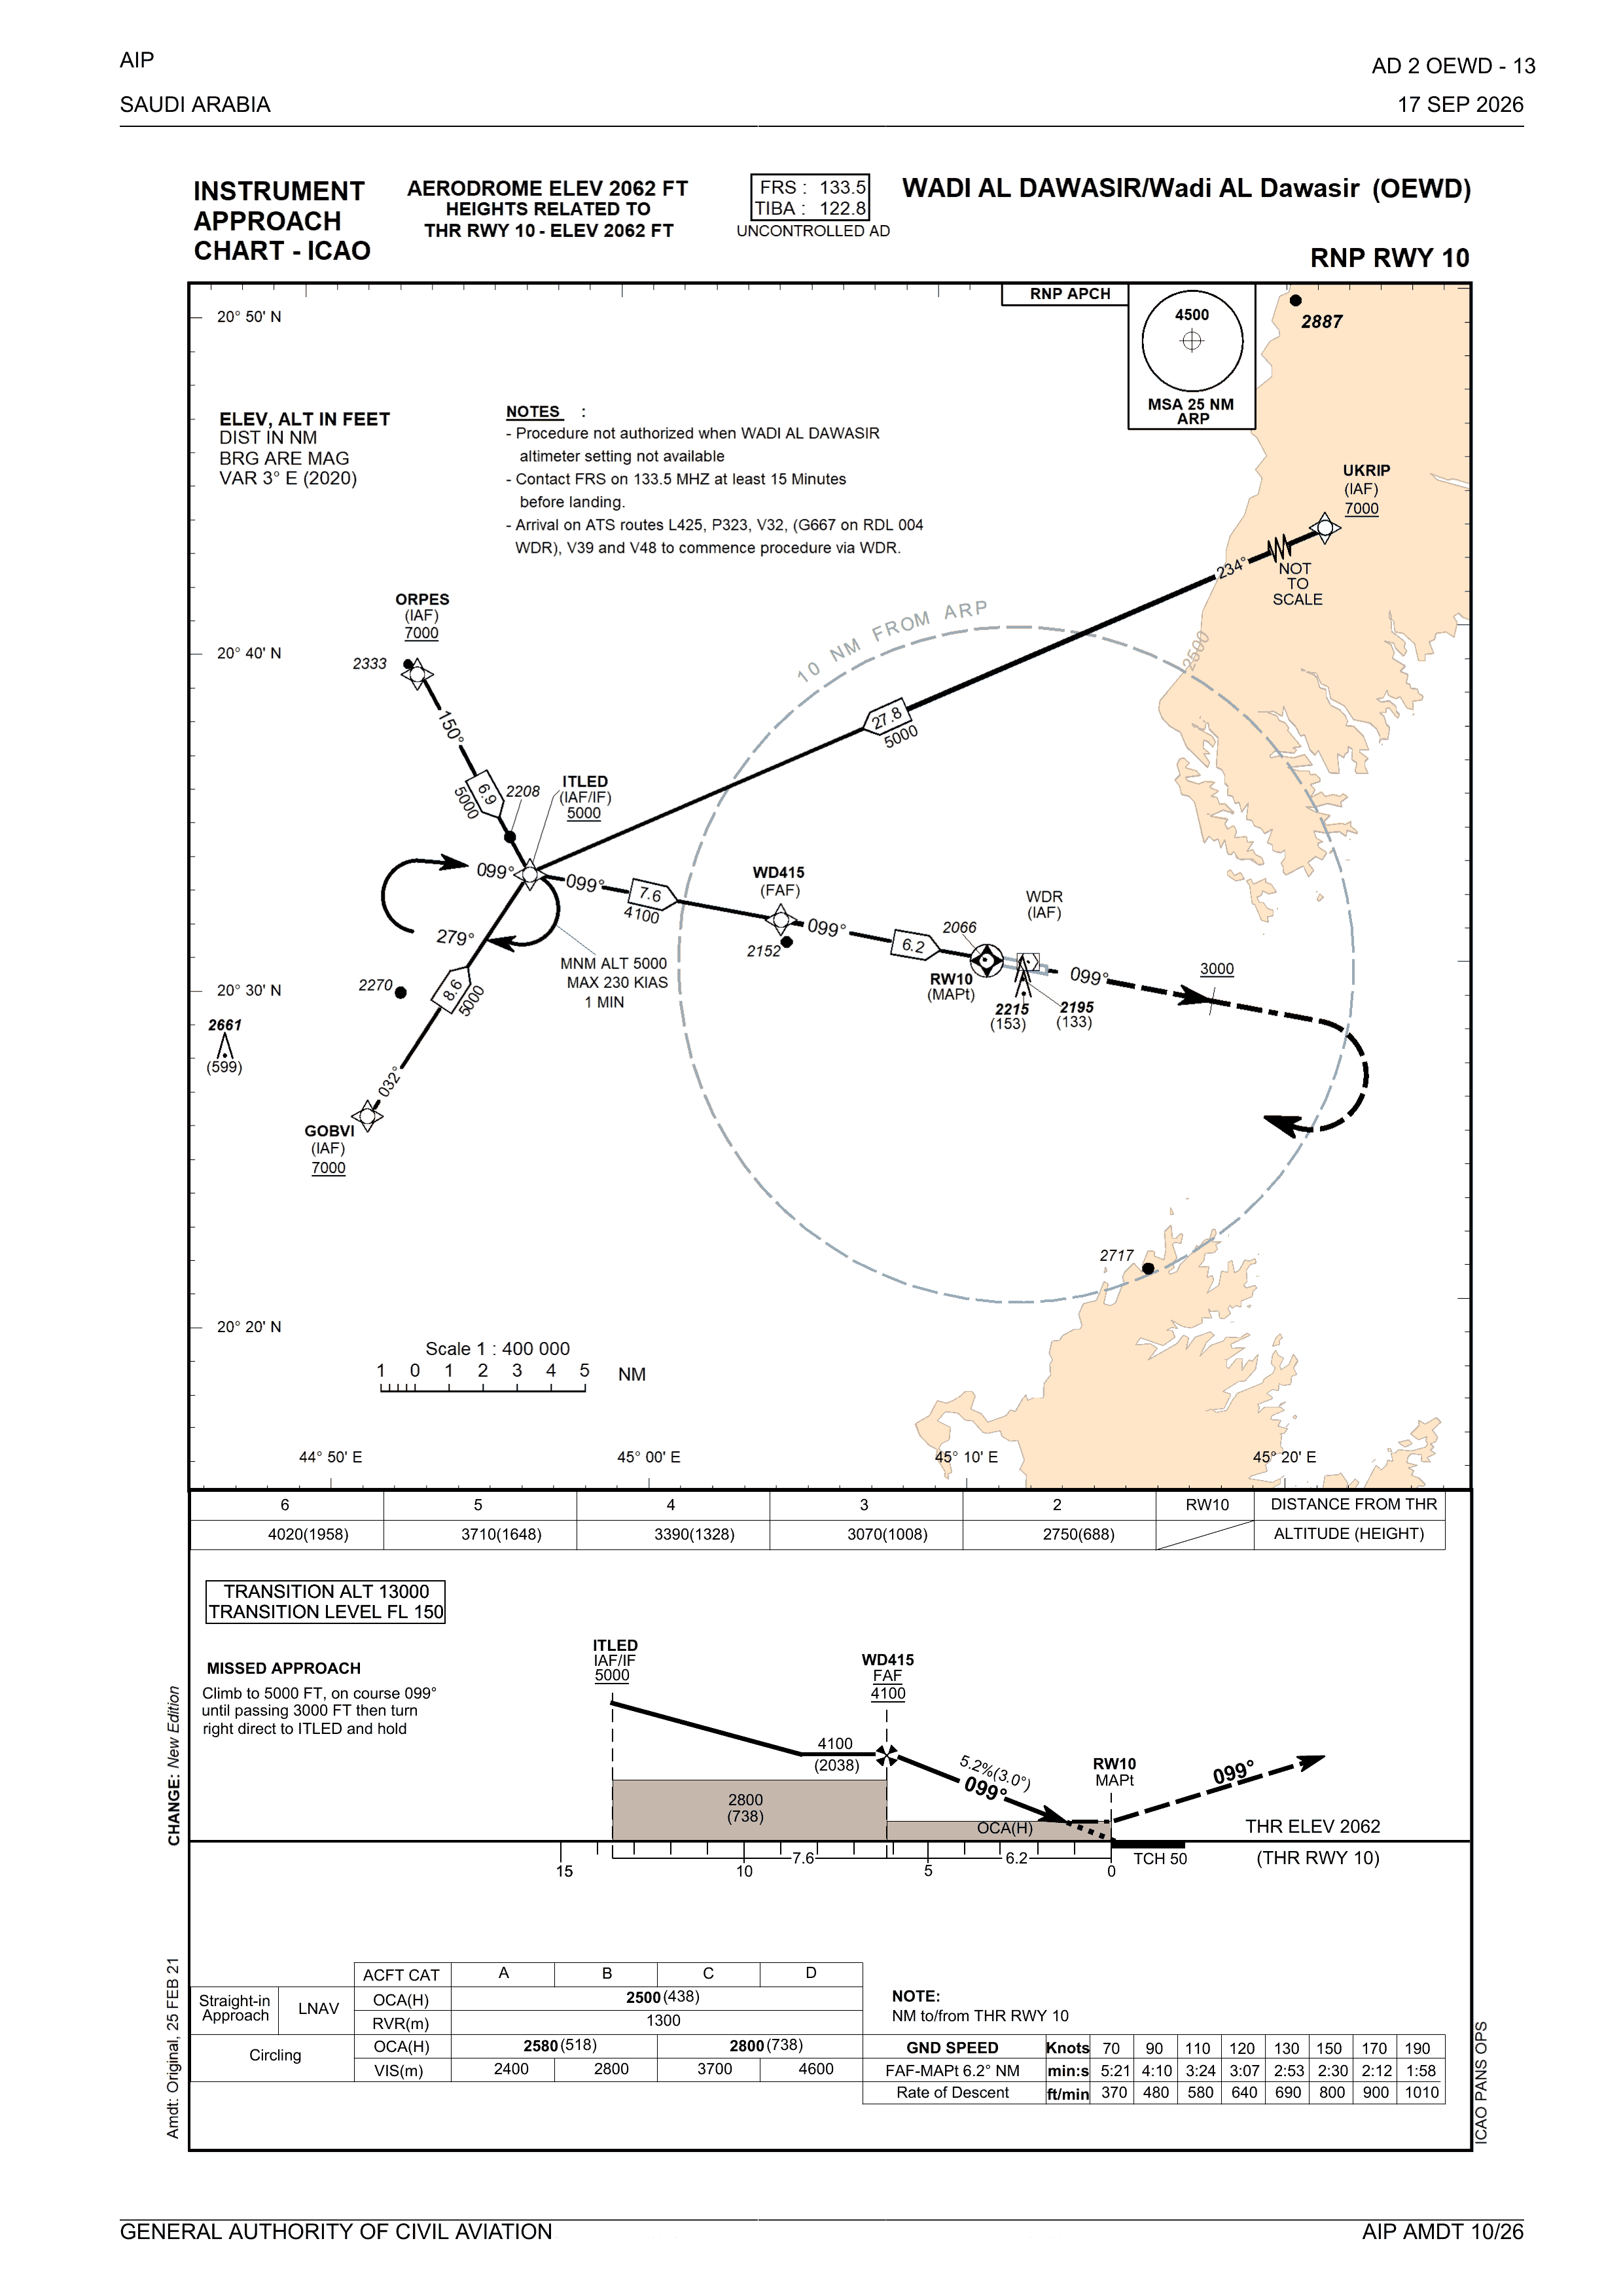 AIP
AD 2 OEWD - 13
SAUDI ARABIA
17 SEP 2026
INSTRUMENT
APPROACH
CHART - ICAO
AERODROME ELEV 2062 FT
HEIGHTS RELATED TO
THR RWY 10 - ELEV 2062 FT
FRS : 133.5
TIBA : 122.8
UNCONTROLLED AD
WADI AL DAWASIR/Wadi AL Dawasir (OEWD)
RNP RWY 10
RNP APCH
4500
MSA 25 NM
ARP
2887
20° 50' N
ELEV, ALT IN FEET
DIST IN NM
BRG ARE MAG
VAR 3° E (2020)
NOTES :
- Procedure not authorized when WADI AL DAWASIR
altimeter setting not available
- Contact FRS on 133.5 MHZ at least 15 Minutes
before landing.
- Arrival on ATS routes L425, P323, V32, (G667 on RDL 004
WDR), V39 and V48 to commence procedure via WDR.
UKRIP
(IAF)
7000
234°
NOT
TO
SCALE
ORPES
(IAF)
7000
2333
20° 40' N
10 NM FROM ARP
2500
150°
27.8
5000
6.9
5000
2208
ITLED
(IAF/IF)
5000
099°
099°
7.6
4100
WD415
(FAF)
2152
099°
6.2
2066
WDR
(IAF)
RW10
(MAPt)
2215
(153)
2195
(133)
099°
3000
279°
MNM ALT 5000
MAX 230 KIAS
1 MIN
2270
20° 30' N
8.6
5000
2661
(599)
032°
GOBVI
(IAF)
7000
2717
20° 20' N
Scale 1 : 400 000
1 0 1 2 3 4 5 NM
44° 50' E 45° 00' E 45° 10' E 45° 20' E
6 5 4 3 2 RW10 DISTANCE FROM THR
4020(1958) 3710(1648) 3390(1328) 3070(1008) 2750(688) ALTITUDE (HEIGHT)
TRANSITION ALT 13000
TRANSITION LEVEL FL 150
MISSED APPROACH
Climb to 5000 FT, on course 099°
until passing 3000 FT then turn
right direct to ITLED and hold
ITLED
IAF/IF
5000
WD415
FAF
4100
4100
(2038)
5.2%(3.0°)
099°
RW10
MAPt
099°
2800
(738)
OCA(H)
THR ELEV 2062
(THR RWY 10)
7.6
6.2
TCH 50
15 10 5 0
CHANGE: New Edition
Amdt: Original, 25 FEB 21
ACFT CAT A B C D
Straight-in
Approach
LNAV
OCA(H) 2500(438)
RVR(m) 1300
Circling
OCA(H) 2580(518) 2800(738)
VIS(m) 2400 2800 3700 4600
NOTE:
NM to/from THR RWY 10
GND SPEED Knots 70 90 110 120 130 150 170 190
FAF-MAPt 6.2° NM min:s 5:21 4:10 3:24 3:07 2:53 2:30 2:12 1:58
Rate of Descent ft/min 370 480 580 640 690 800 900 1010
ICAO PANS OPS
GENERAL AUTHORITY OF CIVIL AVIATION
AIP AMDT 10/26